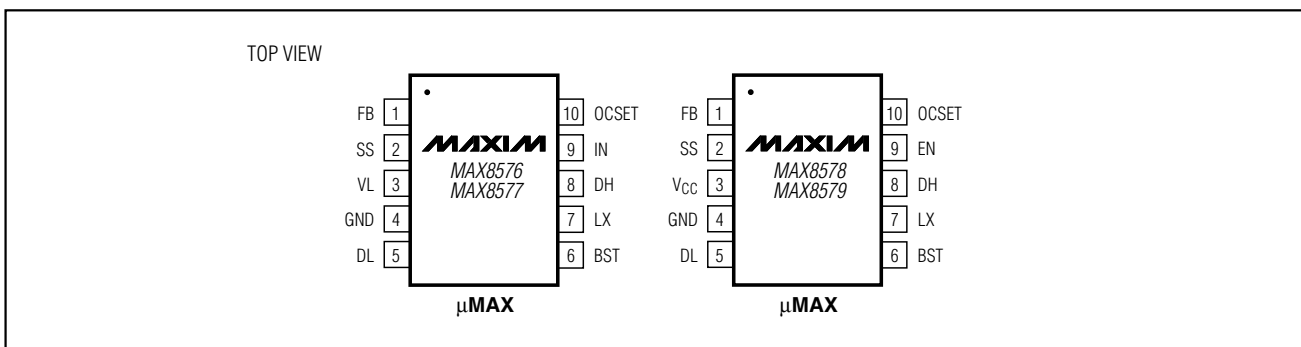 TOP VIEW
FB 1 10 OCSET
SS 2 9 IN
VL 3 8 DH
GND 4 7 LX
DL 5 6 BST
MAXIM
MAX8576
MAX8577
µMAX
FB 1 10 OCSET
SS 2 9 EN
VCC 3 8 DH
GND 4 7 LX
DL 5 6 BST
MAXIM
MAX8578
MAX8579
µMAX